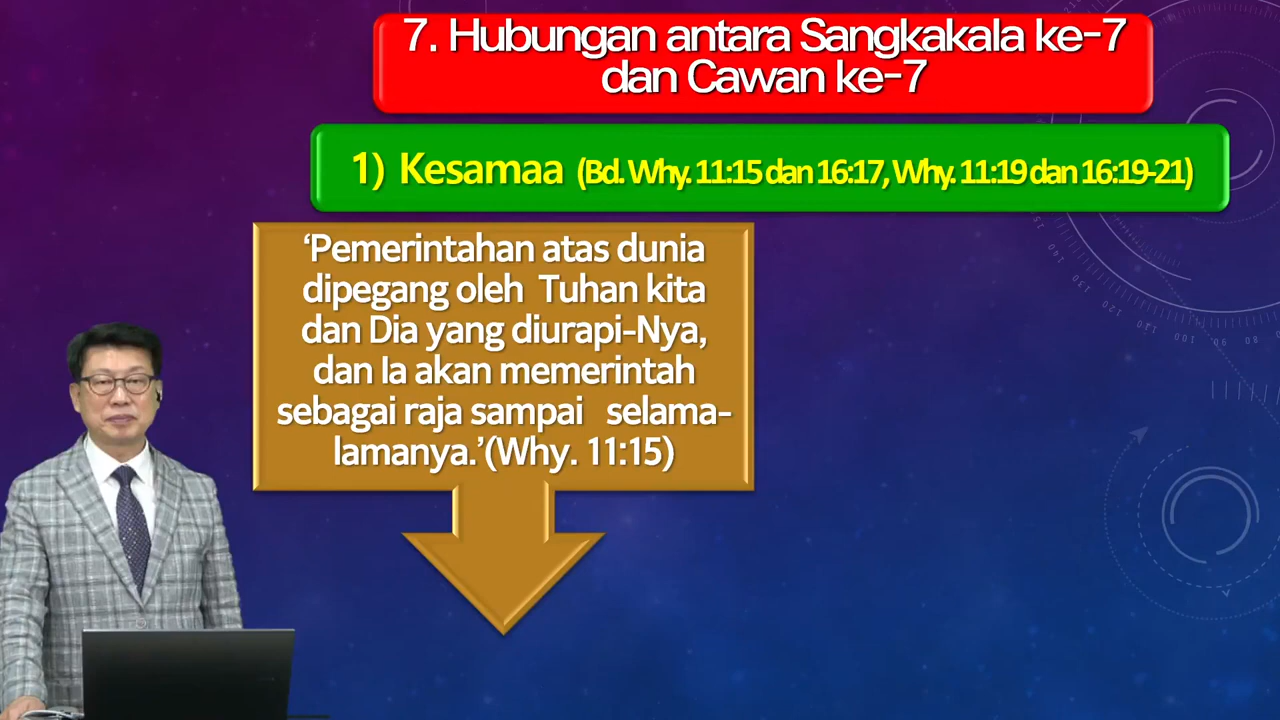 7. Hubungan antara Sangkakala ke-7
dan Cawan ke-7
1) Kesamaa (Bd. Why. 11:15 dan 16:17, Why. 11:19 dan 16:19-21)
‘Pemerintahan atas dunia
dipegang oleh Tuhan kita
dan Dia yang diurapi-Nya,
dan Ia akan memerintah
sebagai raja sampai selama-
lamanya.’(Why. 11:15)